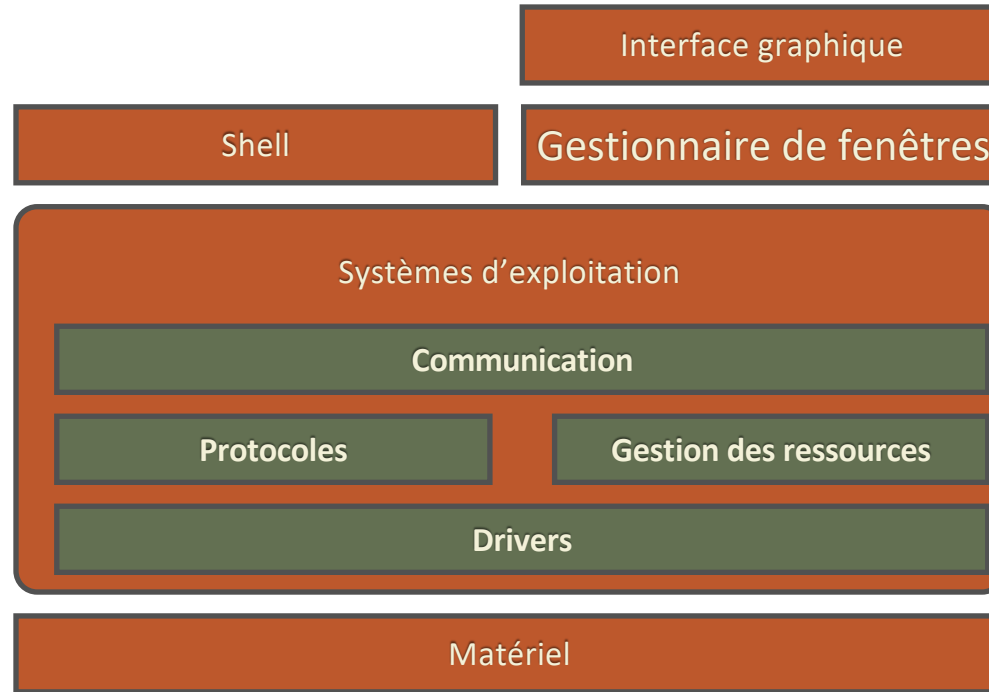 Interface graphique
Shell
Gestionnaire de fenêtres
Systèmes d’exploitation
Communication
Protocoles
Gestion des ressources
Drivers
Matériel